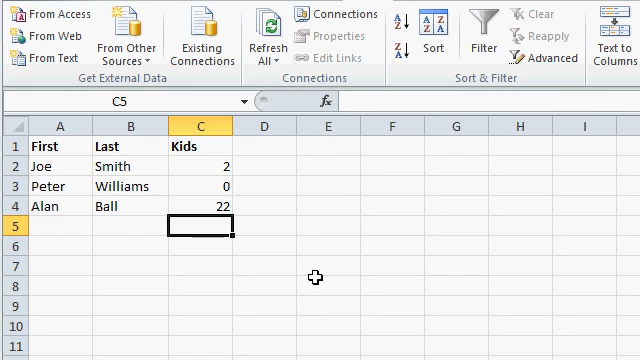 From Access
From Web
From Text
From Other Sources
Get External Data
Existing Connections
Refresh All
Connections
Properties
Edit Links
Connections
A
Z
Z
A
Sort
Filter
Clear
Reapply
Advanced
Sort & Filter
Text to Columns
C5
fx
A B C D E F G H I
1 First Last Kids
2 Joe Smith 2
3 Peter Williams 0
4 Alan Ball 22
5
6
7
8
9
10
11